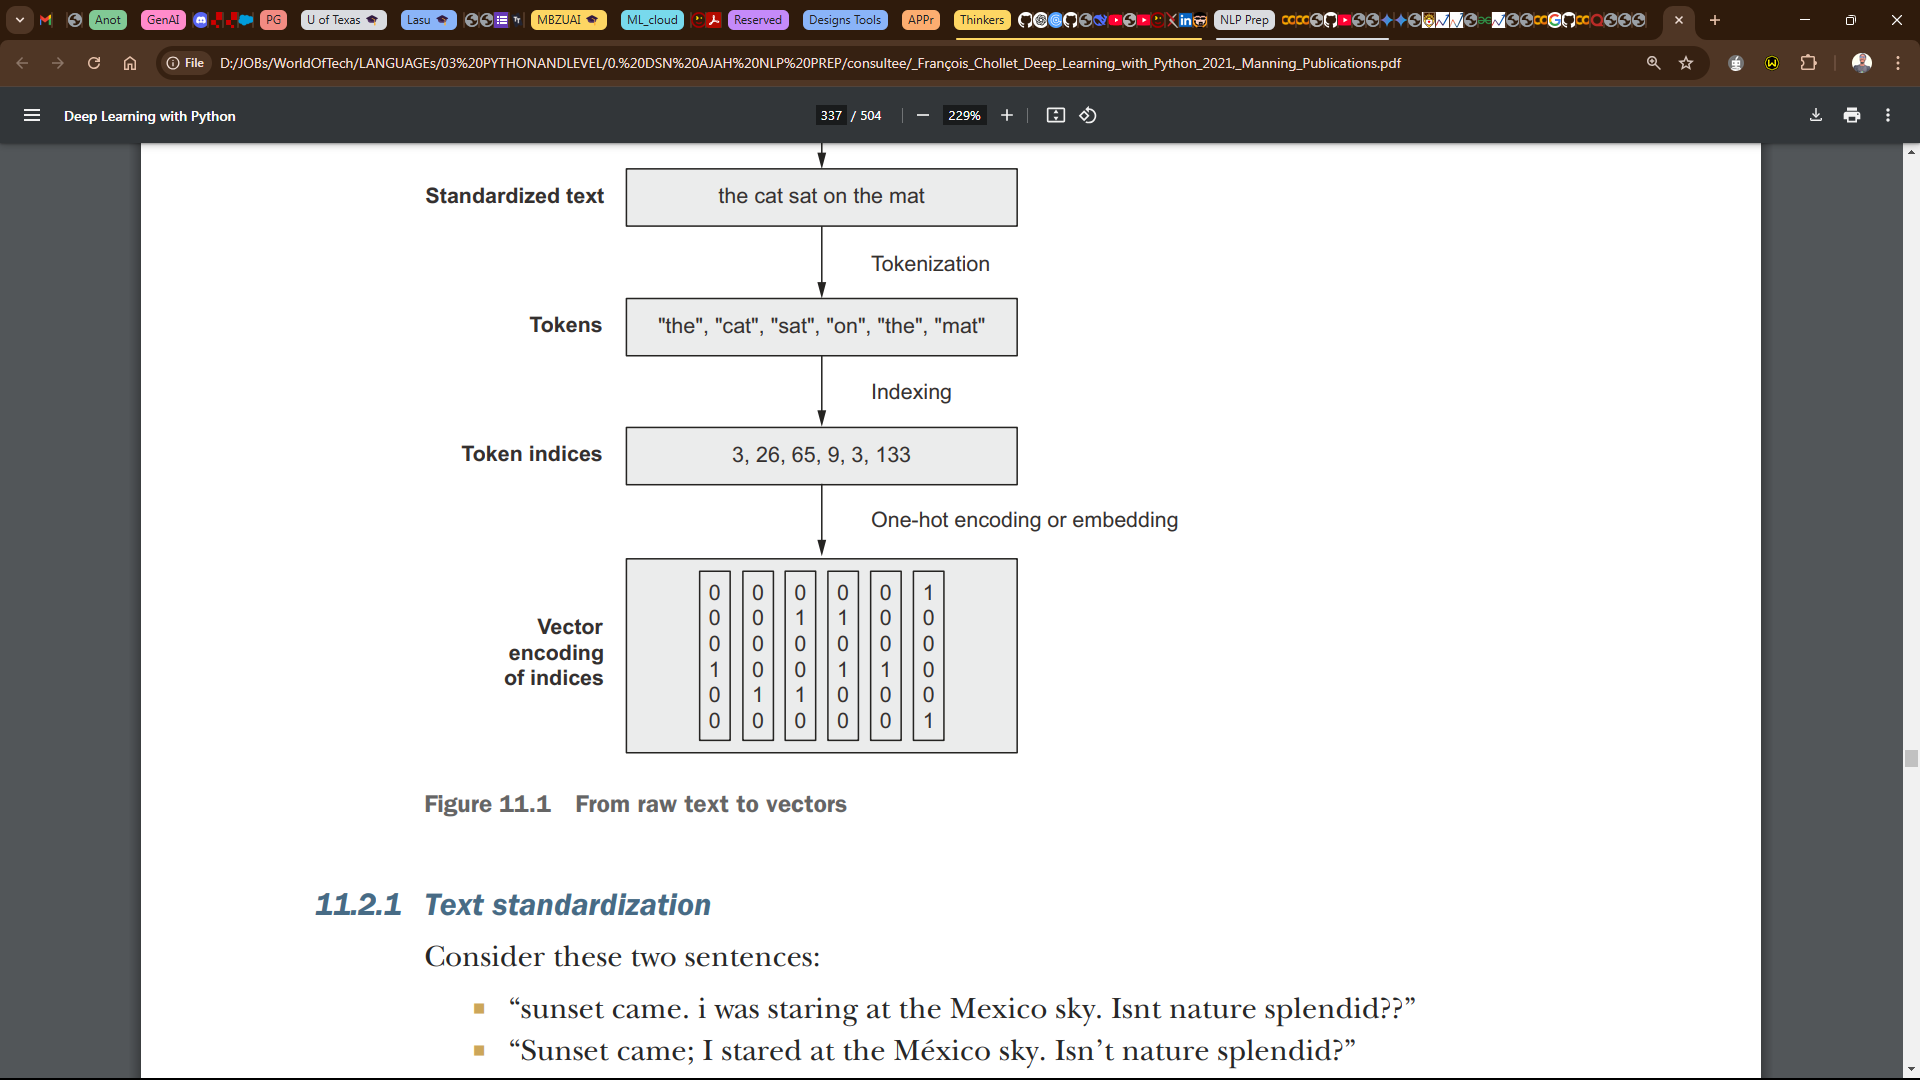 Anot
GenAI
PG
U of Texas
Lasu
MBZUAI
ML_cloud
Reserved
Designs Tools
APPr
Thinkers
NLP Prep
File
D:/JOBs/WorldOfTech/LANGUAGEs/03%20PYTHONANDLEVEL/0.%20DSN%20AJAH%20NLP%20PREP/consultee/_François_Chollet_Deep_Learning_with_Python_2021,_Manning_Publications.pdf
Deep Learning with Python
337 / 504
229%
Standardized text
the cat sat on the mat
Tokenization
Tokens
"the", "cat", "sat", "on", "the", "mat"
Indexing
Token indices
3, 26, 65, 9, 3, 133
One-hot encoding or embedding
Vector
encoding
of indices
0 0 0 0 0 1
0 0 1 1 0 0
0 0 0 0 0 0
1 0 0 1 1 0
0 1 1 0 0 0
0 0 0 0 0 1
Figure 11.1 From raw text to vectors
11.2.1 Text standardization
Consider these two sentences:
“sunset came. i was staring at the Mexico sky. Isnt nature splendid??”
“Sunset came; I stared at the México sky. Isn’t nature splendid?”